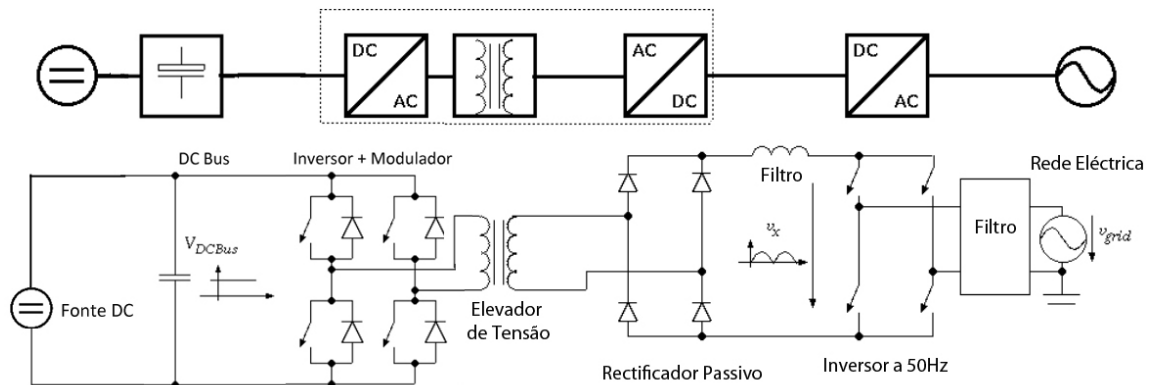 DC
AC
AC
DC
DC
AC
DC Bus
Inversor + Modulador
Filtro
Rede Eléctrica
V_DCBus
v_x
Filtro
v_grid
Fonte DC
Elevador
de Tensão
Rectificador Passivo
Inversor a 50Hz